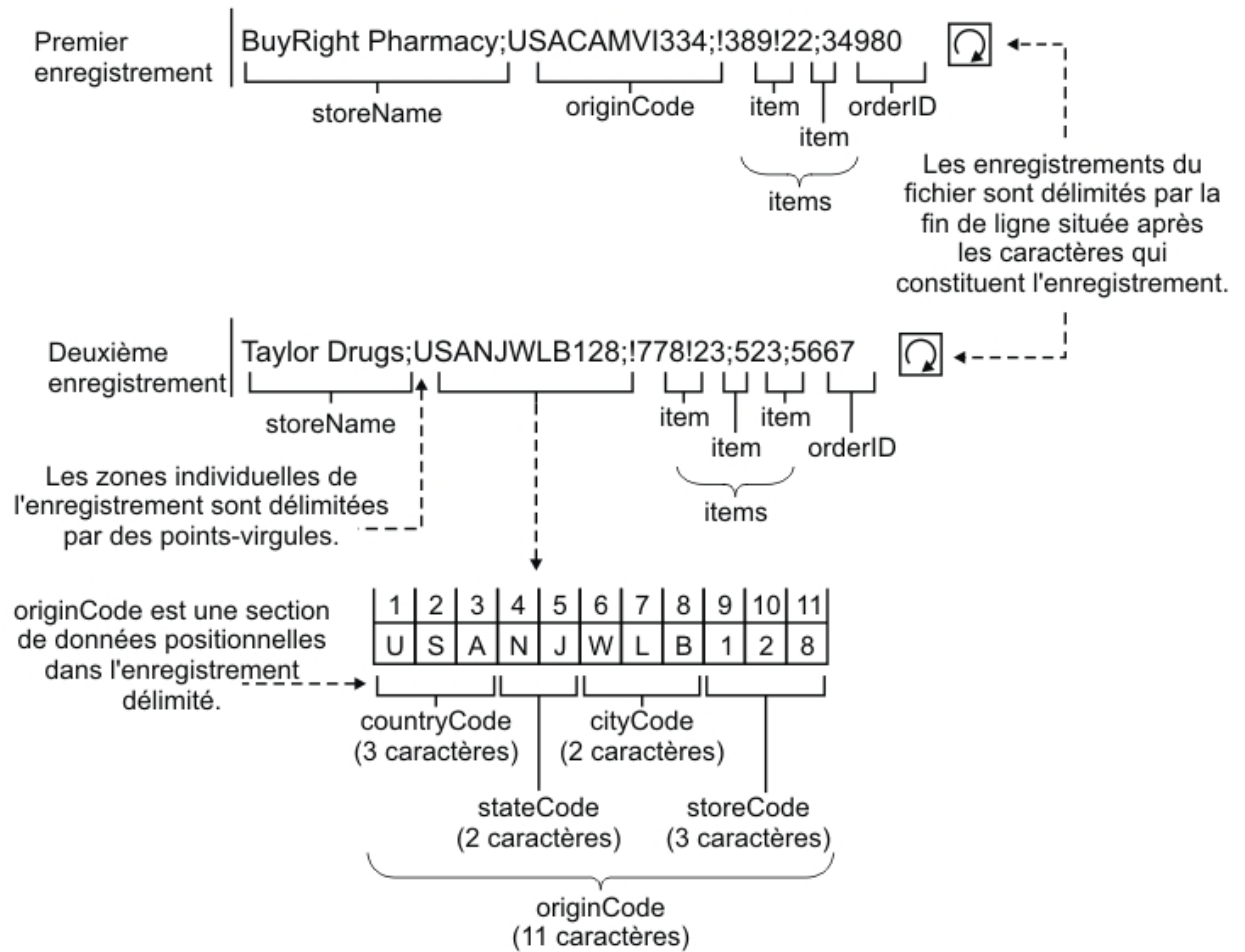 Premier
enregistrement
BuyRight Pharmacy;USACAMVI334;!389!22;34980
storeName
originCode
item
orderID
item
items
Les enregistrements du
fichier sont délimités par la
fin de ligne située après
les caractères qui
constituent l'enregistrement.
Deuxième
enregistrement
Taylor Drugs;USANJWLB128;!778!23;523;5667
storeName
item
item
item
orderID
items
Les zones individuelles de
l'enregistrement sont délimitées
par des points-virgules.
originCode est une section
de données positionnelles
dans l'enregistrement
délimité.
1 2 3 4 5 6 7 8 9 10 11
U S A N J W L B 1 2 8
countryCode
(3 caractères)
cityCode
(2 caractères)
stateCode
(2 caractères)
storeCode
(3 caractères)
originCode
(11 caractères)